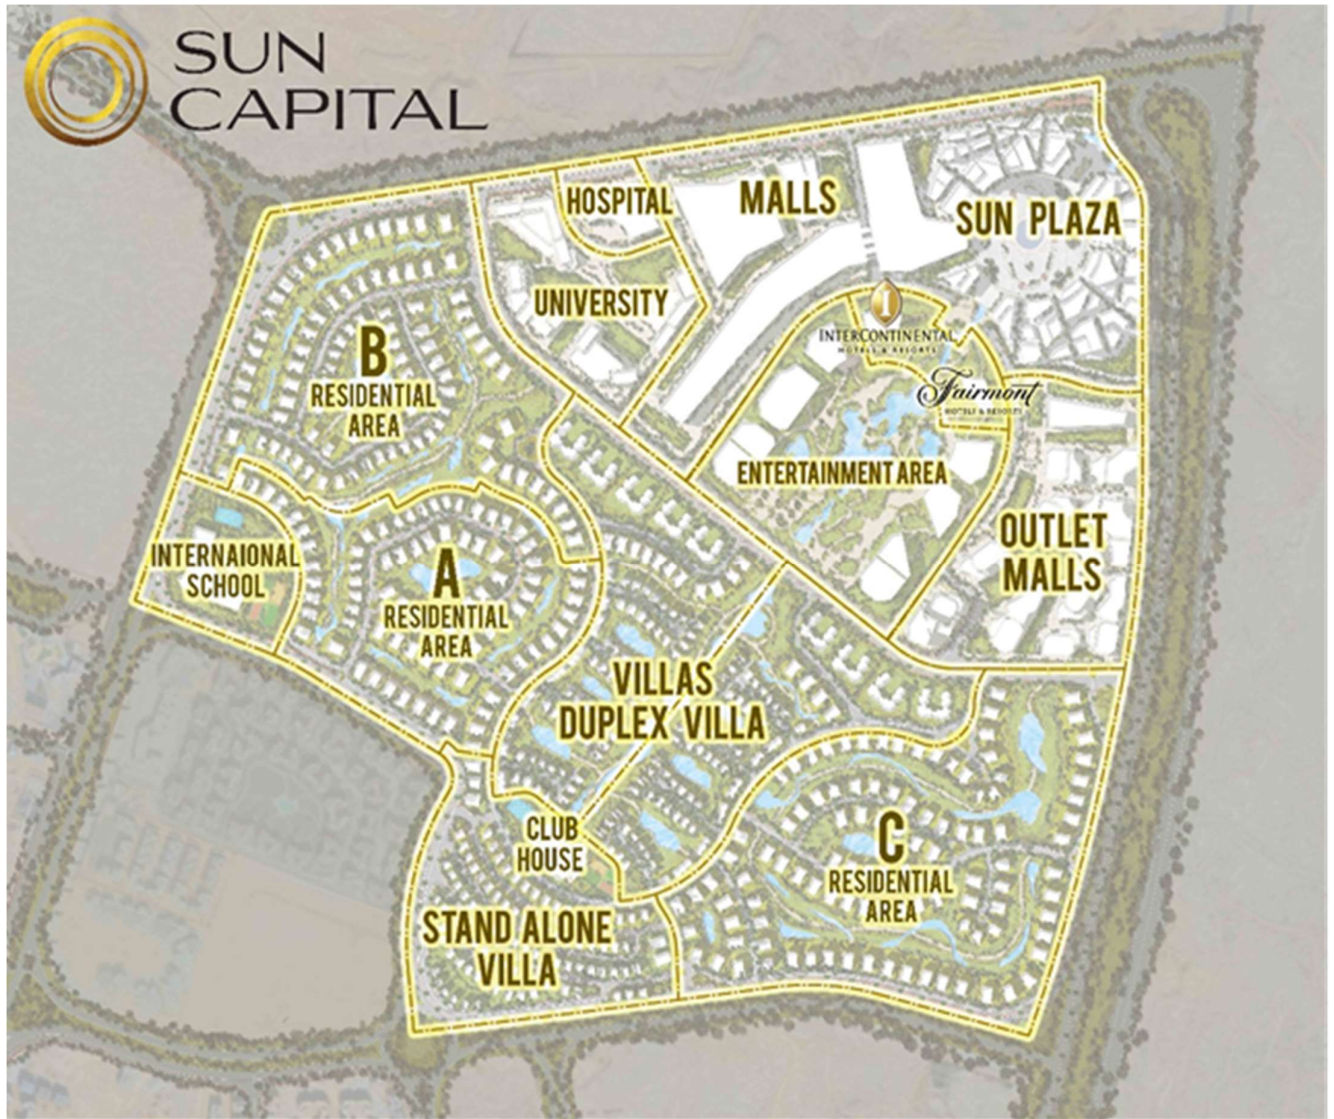 SUN
CAPITAL
HOSPITAL
MALLS
SUN PLAZA
UNIVERSITY
INTERCONTINENTAL
HOTELS & RESORTS
B
RESIDENTIAL
AREA
Fairmont
HOTELS & RESORTS
ENTERTAINMENT AREA
OUTLET
MALLS
INTERNAIONAL
SCHOOL
A
RESIDENTIAL
AREA
VILLAS
DUPLEX VILLA
CLUB
HOUSE
C
RESIDENTIAL
AREA
STAND ALONE
VILLA